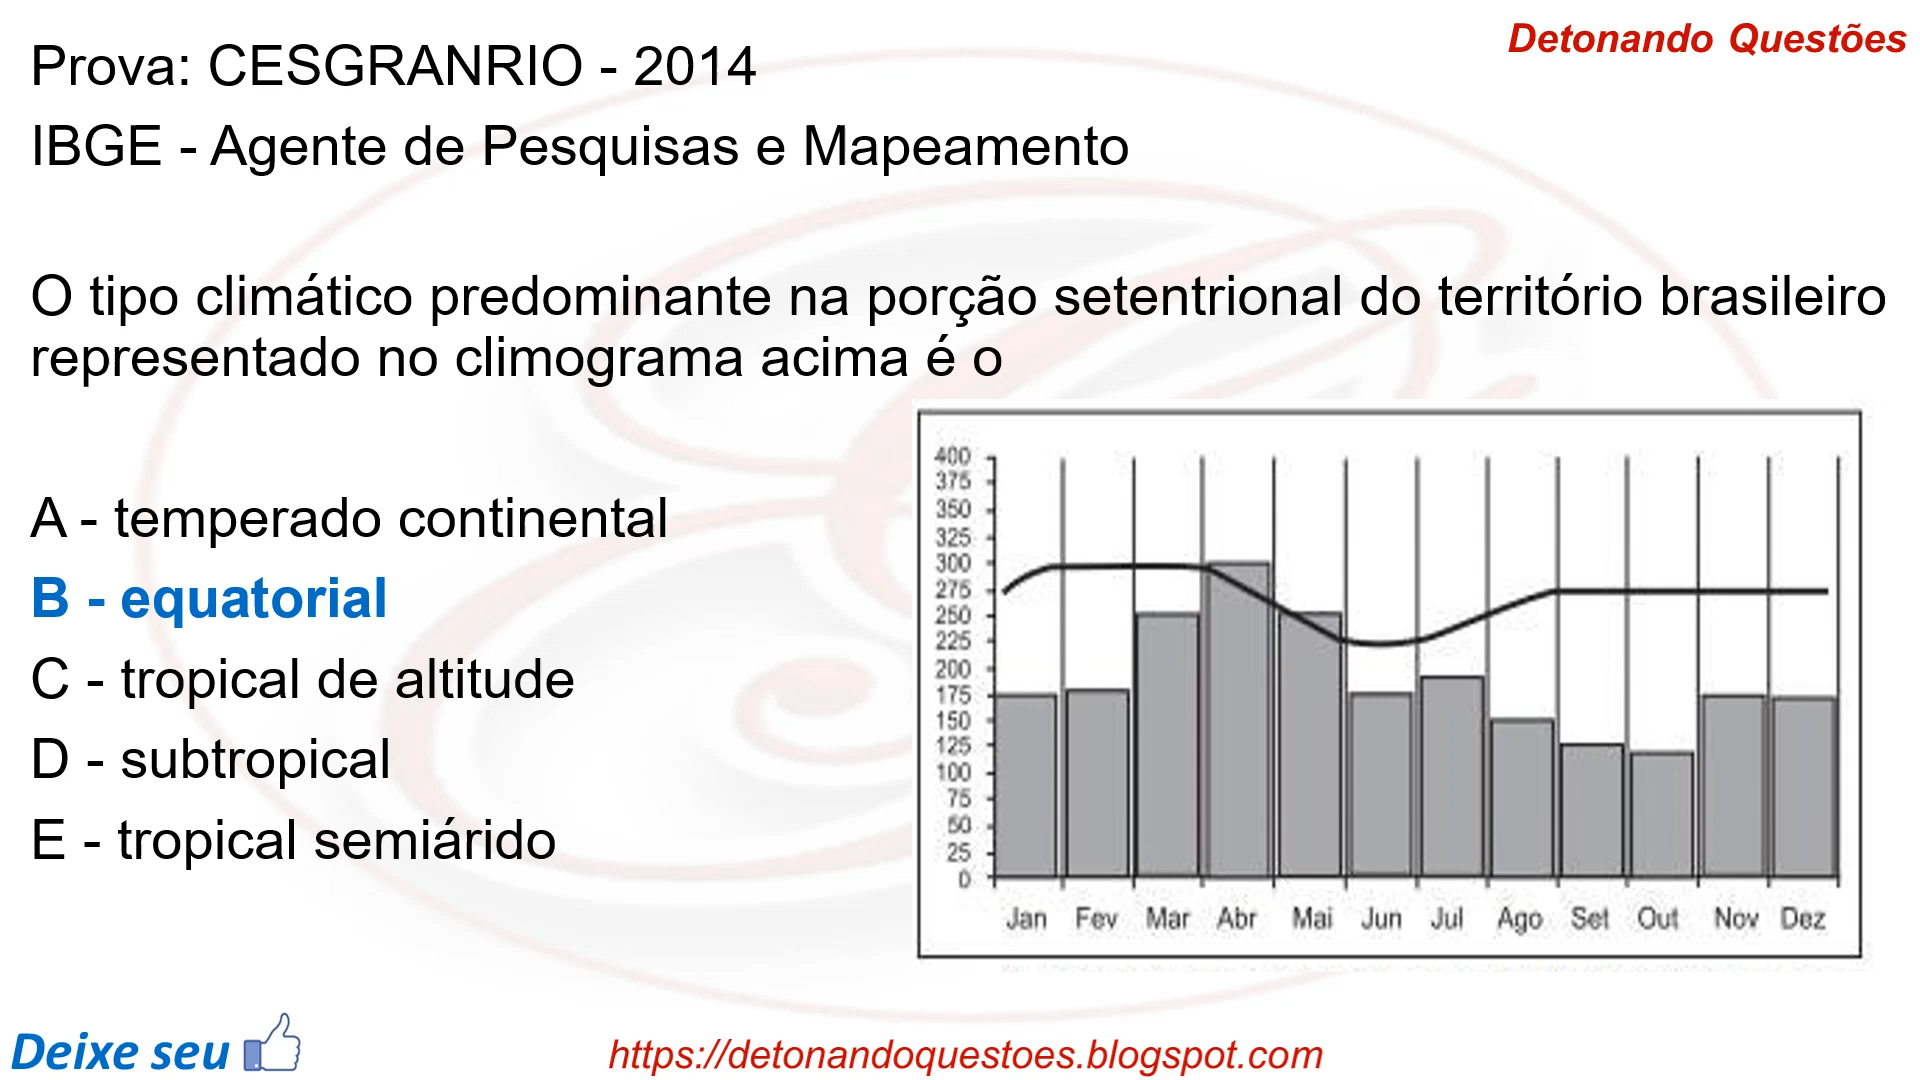 Detonando Questões
Prova: CESGRANRIO - 2014
IBGE - Agente de Pesquisas e Mapeamento
O tipo climático predominante na porção setentrional do território brasileiro
representado no climograma acima é o
A - temperado continental
B - equatorial
C - tropical de altitude
D - subtropical
E - tropical semiárido
400
375
350
325
300
275
250
225
200
175
150
125
100
75
50
25
0
Jan Fev Mar Abr Mai Jun Jul Ago Set Out Nov Dez
Deixe seu
https://detonandoquestoes.blogspot.com